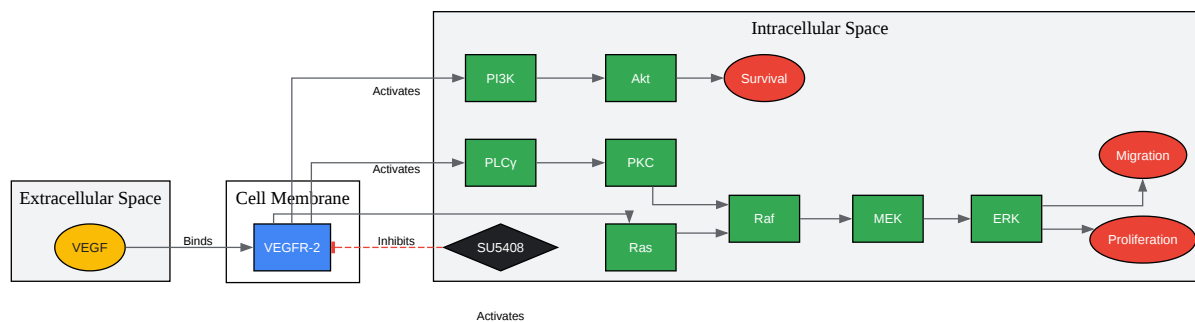 Intracellular Space
PI3K
Akt
Survival
Activates
PLCγ
PKC
Migration
Activates
Extracellular Space
Cell Membrane
Raf
MEK
ERK
VEGF
Binds
VEGFR-2
Inhibits
SU5408
Ras
Proliferation
Activates